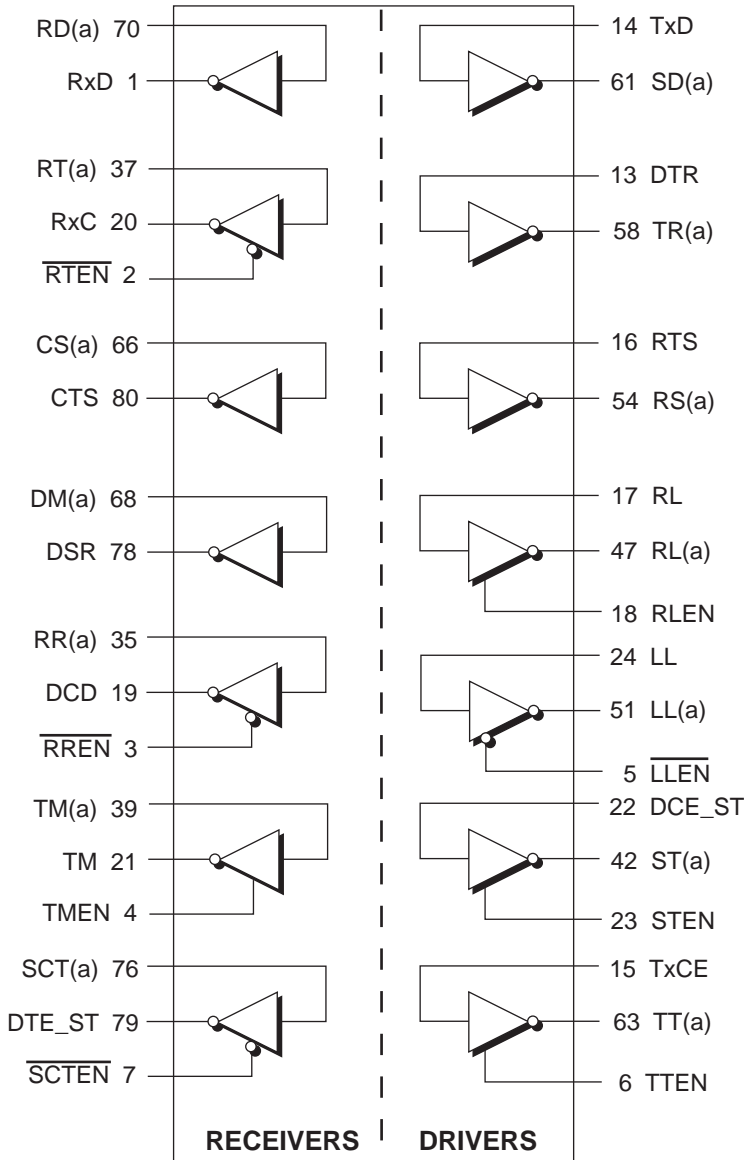 RD(a) 70
RxD 1
RT(a) 37
RxC 20
RTEN 2
CS(a) 66
CTS 80
DM(a) 68
DSR 78
RR(a) 35
DCD 19
RREN 3
TM(a) 39
TM 21
TMEN 4
SCT(a) 76
DTE_ST 79
SCTEN 7
RECEIVERS
14 TxD
61 SD(a)
13 DTR
58 TR(a)
16 RTS
54 RS(a)
17 RL
47 RL(a)
18 RLEN
24 LL
51 LL(a)
5 LLEN
22 DCE_ST
42 ST(a)
23 STEN
15 TxCE
63 TT(a)
6 TTEN
DRIVERS